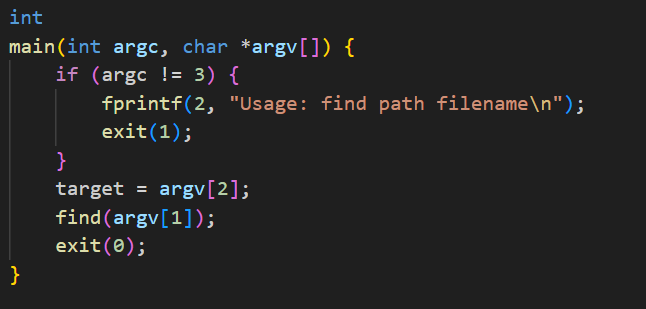 int
main(int argc, char *argv[]) {
    if (argc != 3) {
        fprintf(2, "Usage: find path filename\n");
        exit(1);
    }
    target = argv[2];
    find(argv[1]);
    exit(0);
}